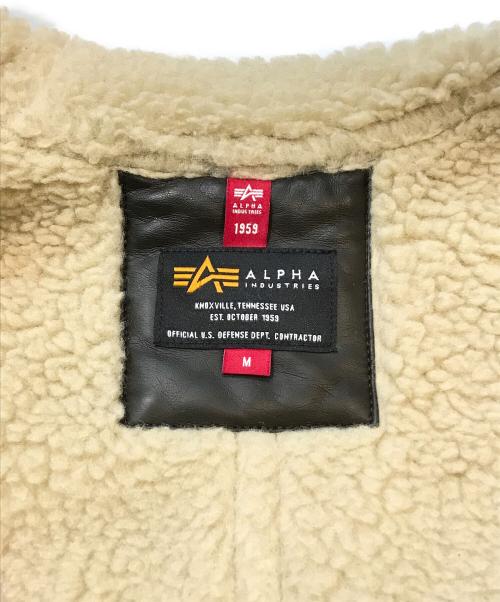 ALPHA
INDUSTRIES
1959
ALPHA
INDUSTRIES
KNOXVILLE, TENNESSEE USA
EST. OCTOBER 1959
OFFICIAL U.S. DEFENSE DEPT. CONTRACTOR
M